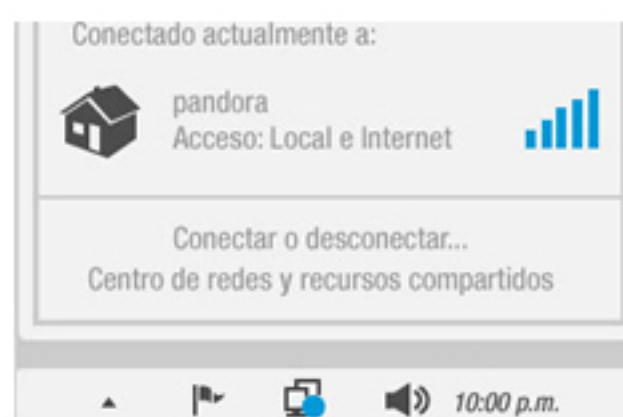 Conectado actualmente a:
pandora
Acceso: Local e Internet
Conectar o desconectar...
Centro de redes y recursos compartidos
10:00 p.m.